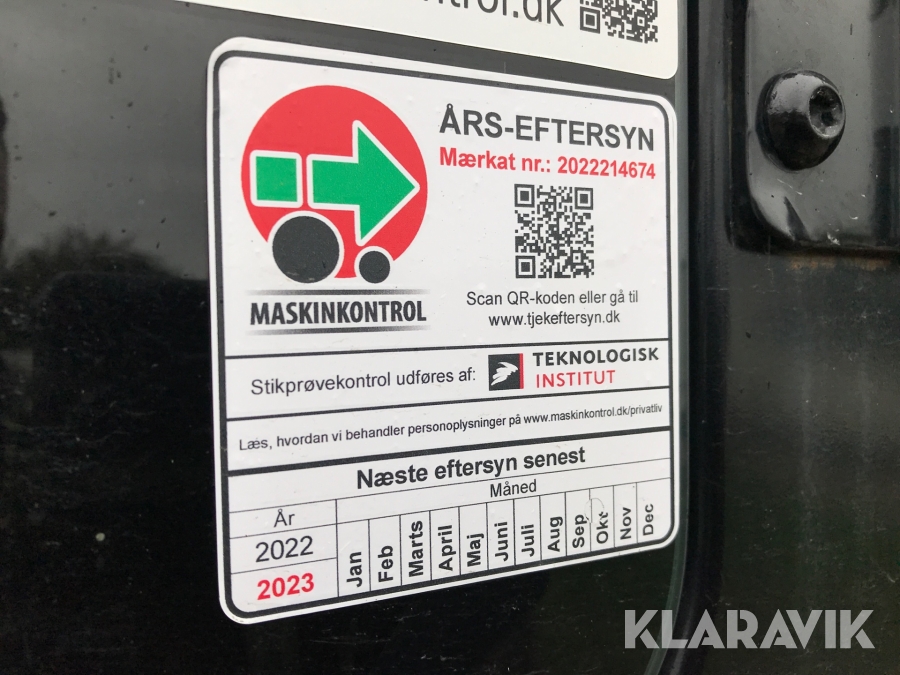 ntrol.dk
ÅRS-EFTERSYN
Mærkat nr.: 2022214674
MASKINKONTROL
Scan QR-koden eller gå til
www.tjekeftersyn.dk
Stikprøvekontrol udføres af:
TEKNOLOGISK
INSTITUT
Læs, hvordan vi behandler personoplysninger på www.maskinkontrol.dk/privatliv
Næste eftersyn senest
År
Måned
2022
2023
Jan
Feb
Marts
April
Maj
Juni
Juli
Aug
Sep
Okt
Nov
Dec
KLARAVIK